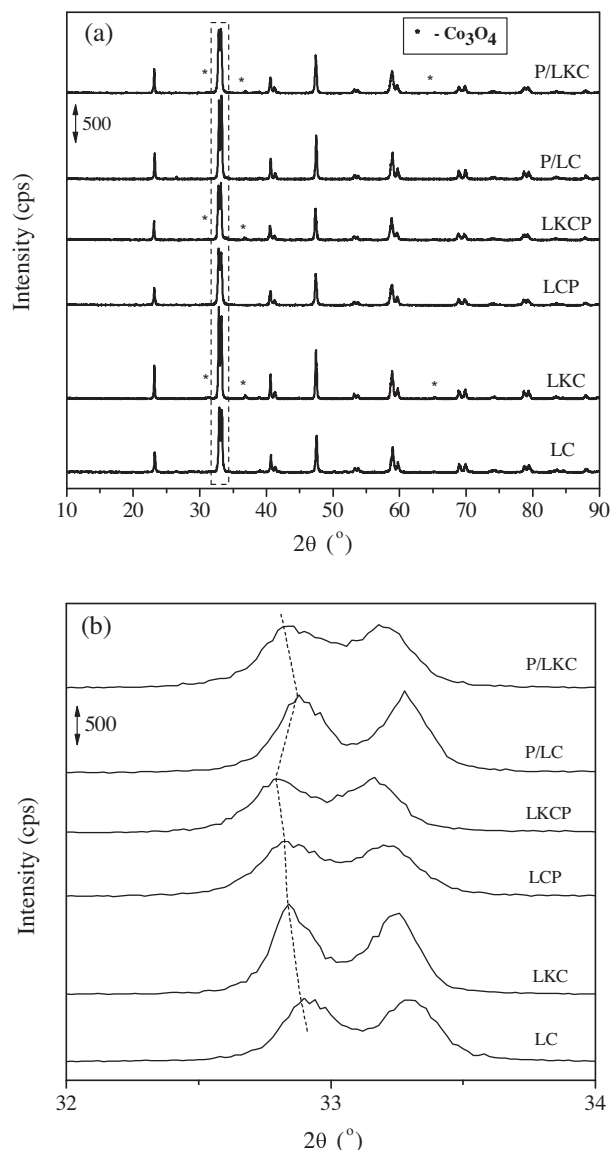 (a)
* - Co₃O₄
P/LKC
* * *
500
P/LC
LKCP
* *
LCP
LKC
* * *
LC
Intensity (cps)
10 20 30 40 50 60 70 80 90
2θ (°)
(b)
P/LKC
500
P/LC
LKCP
LCP
LKC
LC
Intensity (cps)
32 33 34
2θ (°)